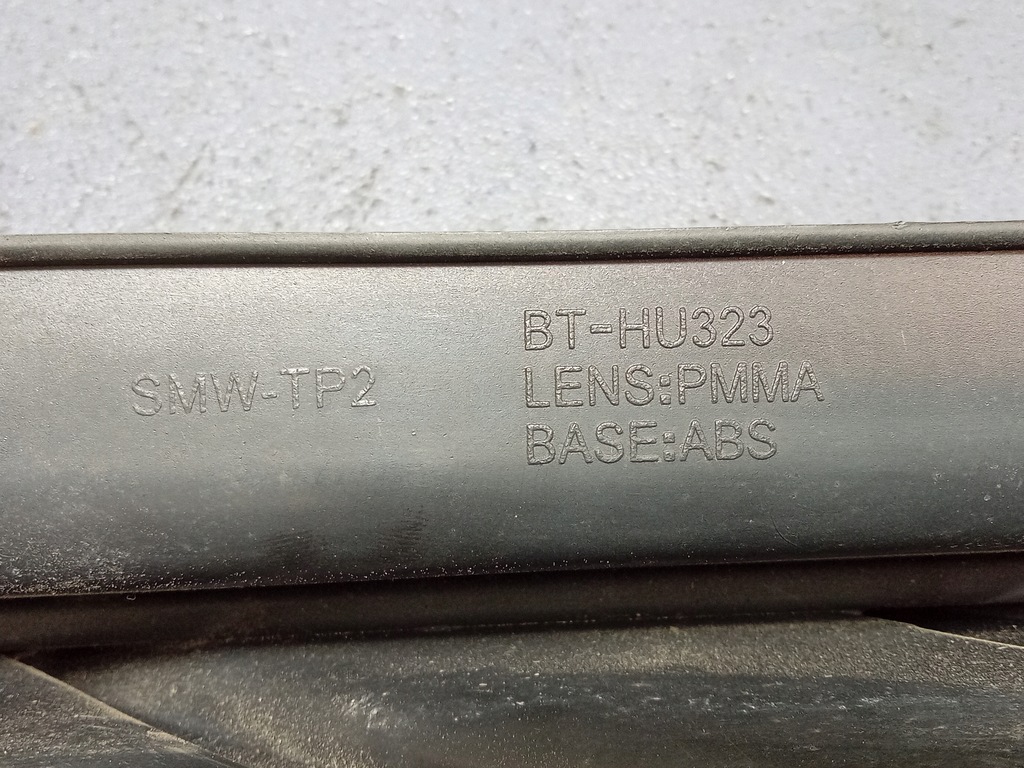 SMW-TP2
BT-HU323
LENS:PMMA
BASE:ABS